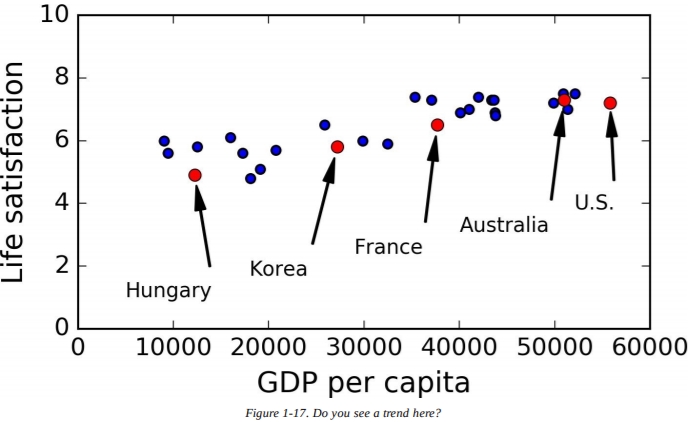 10
8
6
4
2
0
Life satisfaction
Hungary
Korea
France
Australia
U.S.
0 10000 20000 30000 40000 50000 60000
GDP per capita
Figure 1-17. Do you see a trend here?